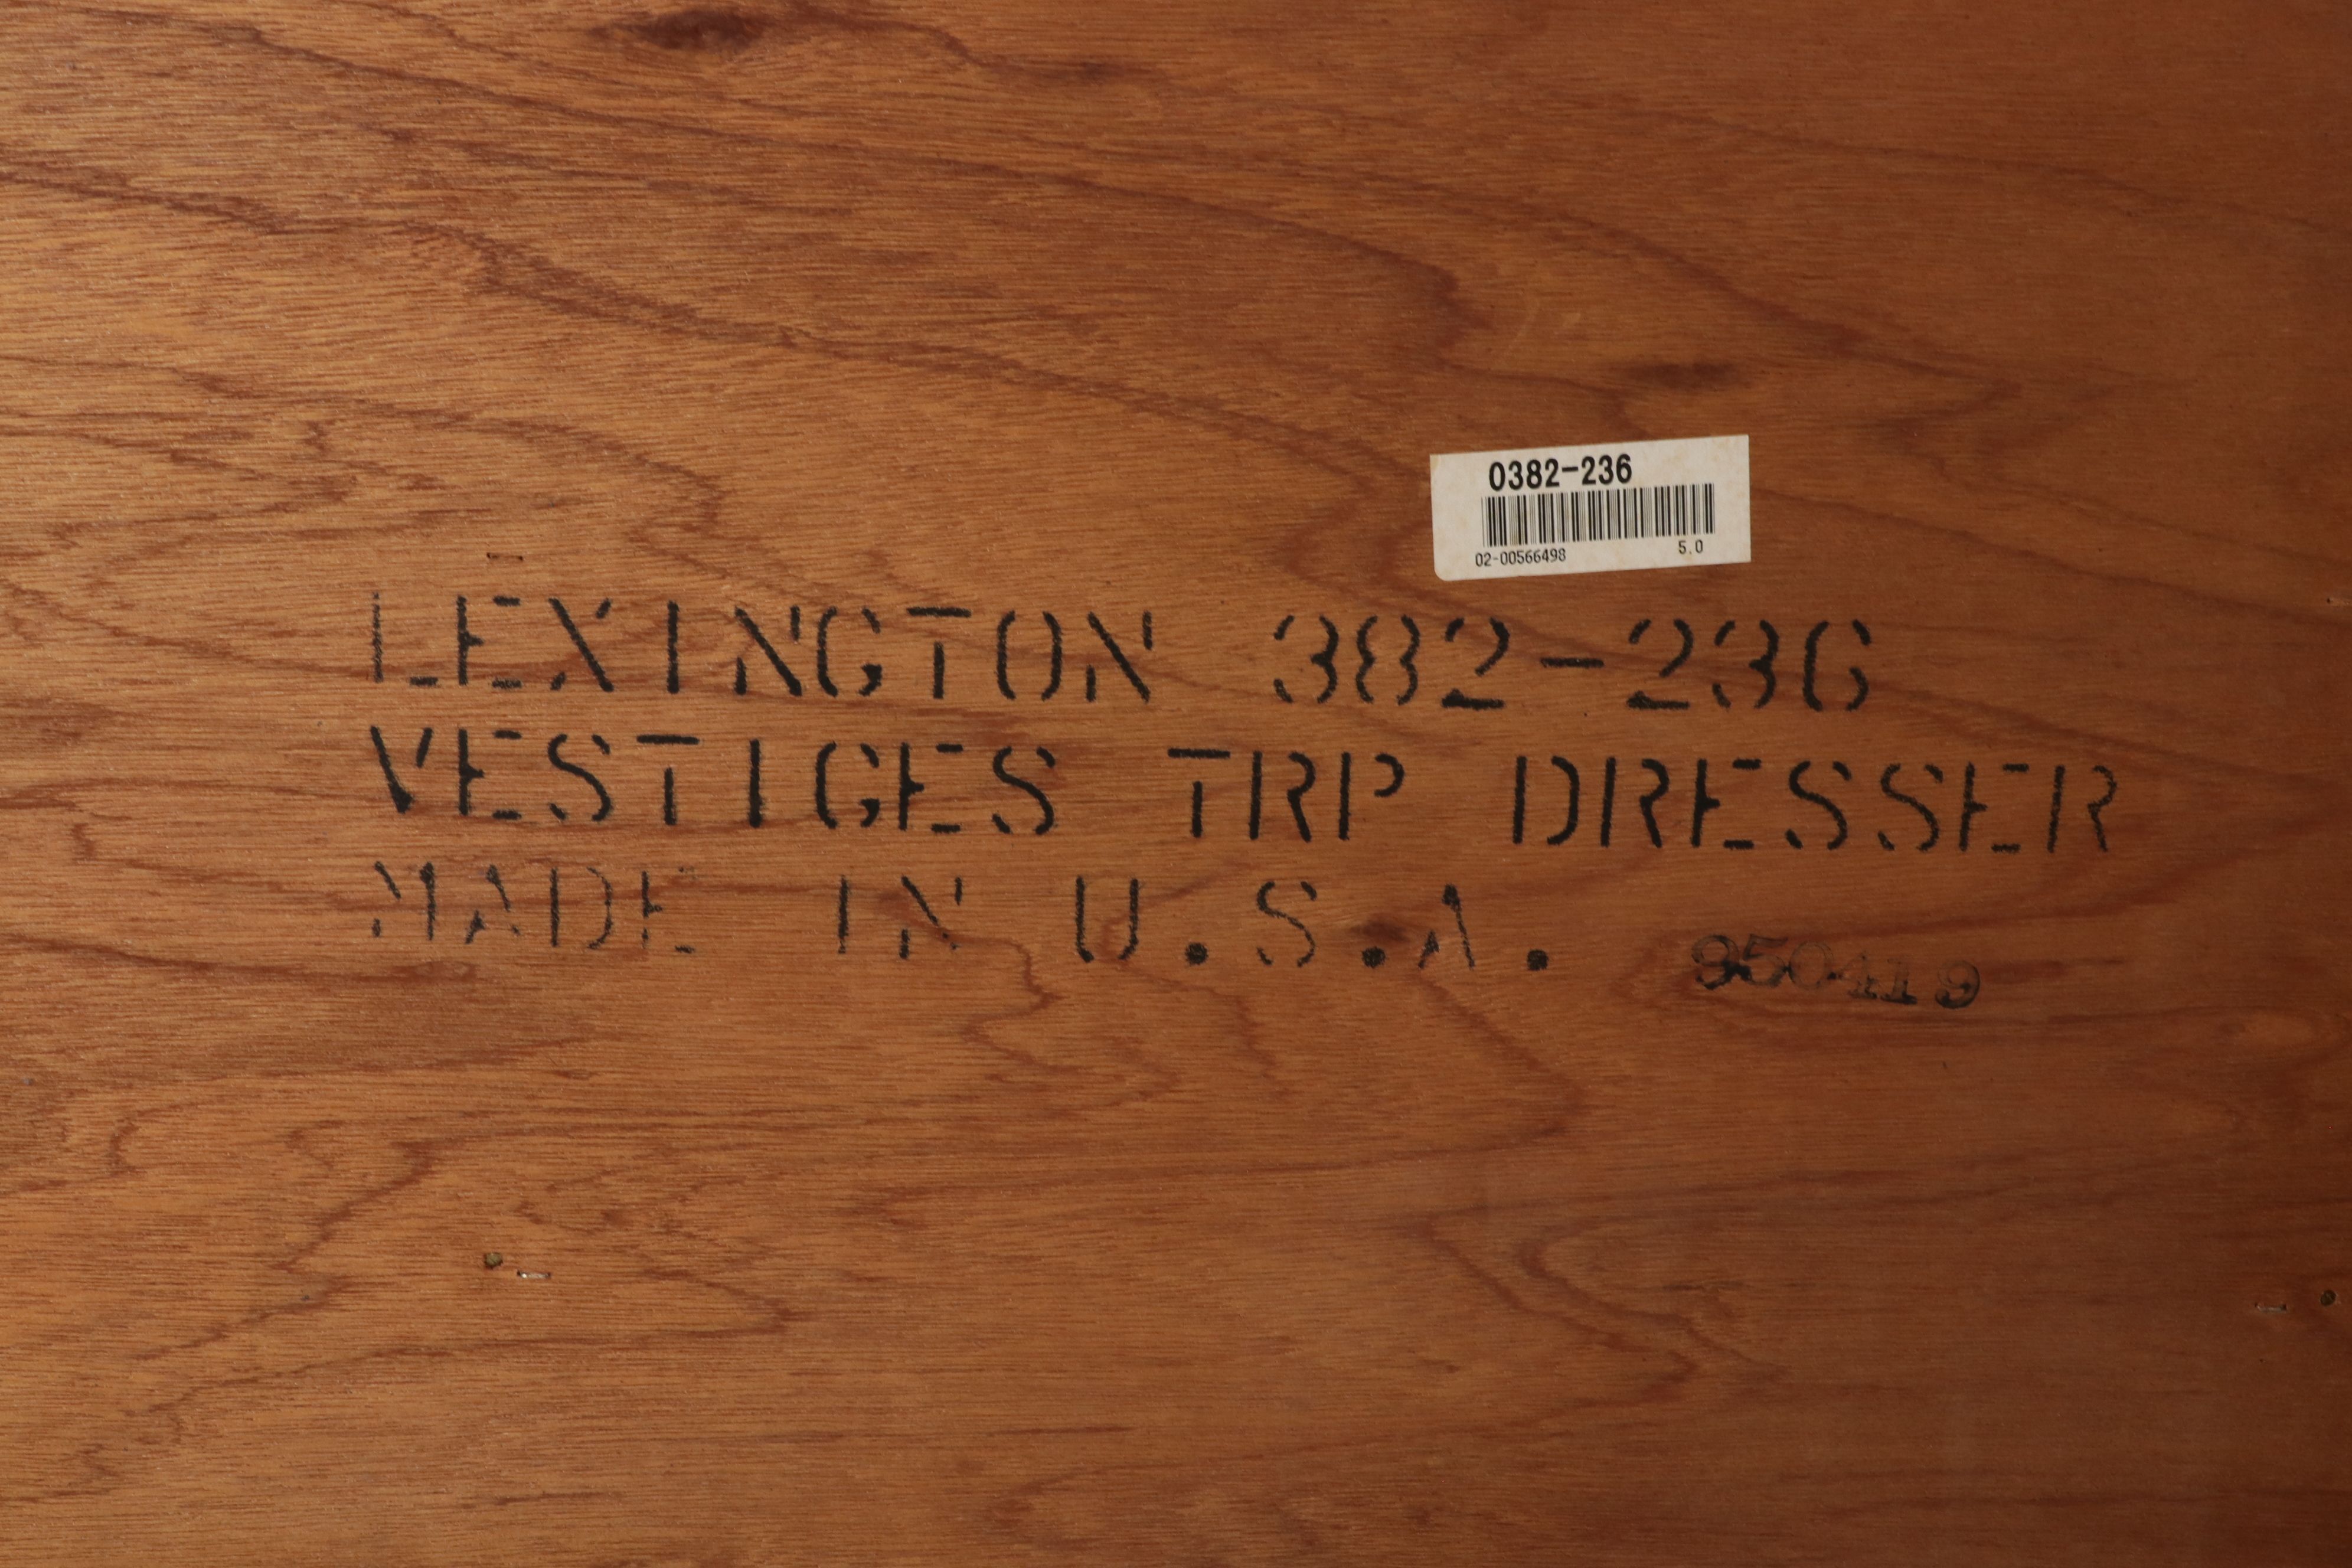 0382-236
02-00566498 5.0
LEXINGTON 382-236
VESTIGES TRP DRESSER
MADE IN U.S.A.
950419